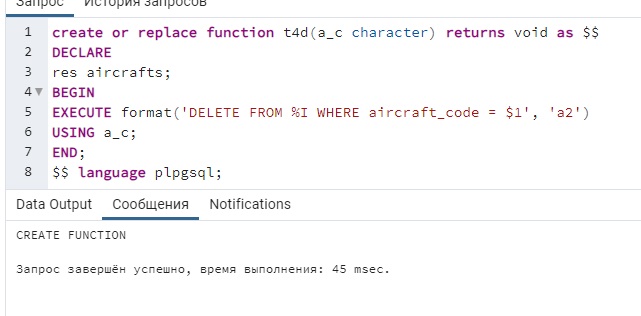 Запрос История запросов
1 create or replace function t4d(a_c character) returns void as $$
2 DECLARE
3 res aircrafts;
4 BEGIN
5 EXECUTE format('DELETE FROM %I WHERE aircraft_code = $1', 'a2')
6 USING a_c;
7 END;
8 $$ language plpgsql;
Data Output Сообщения Notifications
CREATE FUNCTION
Запрос завершён успешно, время выполнения: 45 msec.